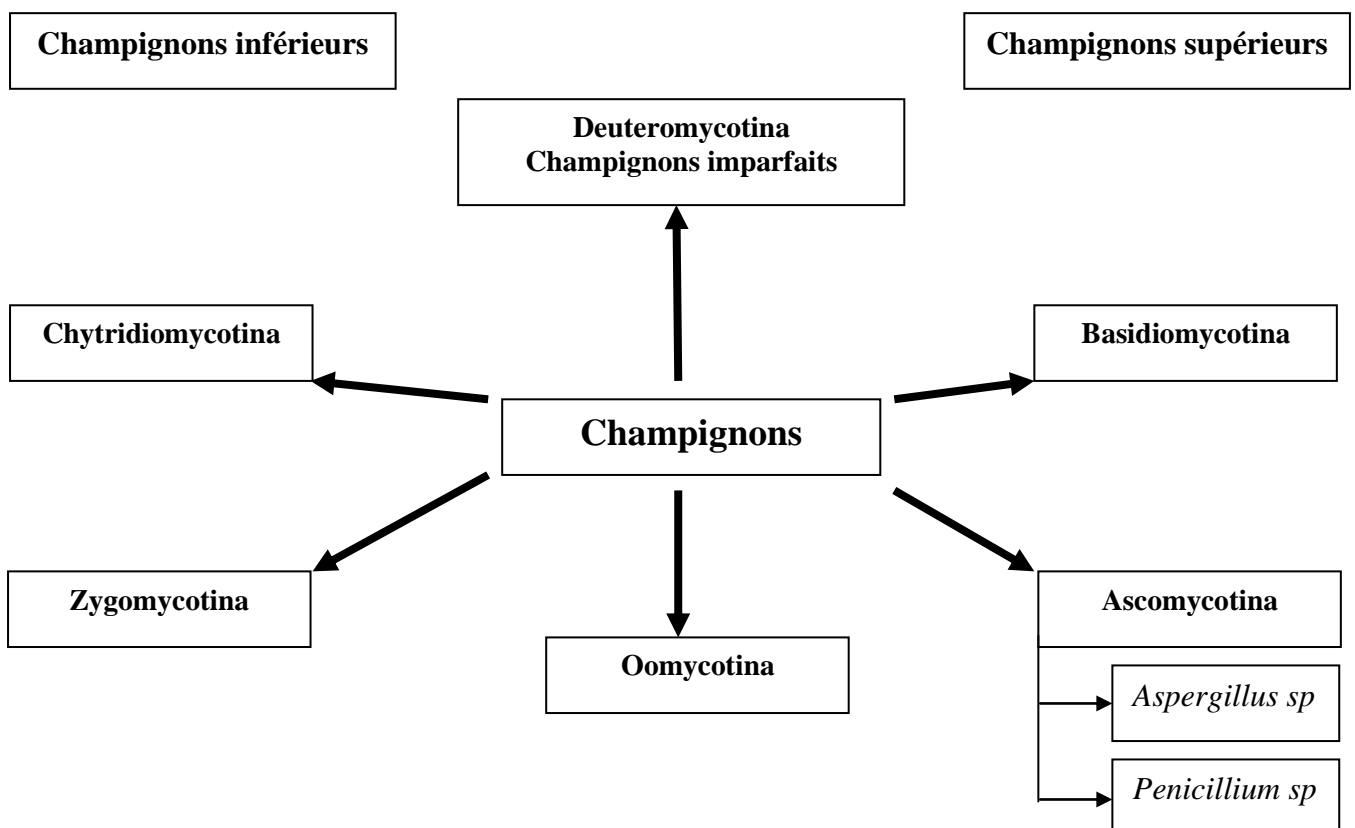 Champignons inférieurs
Champignons supérieurs
Deuteromycotina
Champignons imparfaits
Chytridiomycotina
Basidiomycotina
Champignons
Zygomycotina
Ascomycotina
Oomycotina
Aspergillus sp
Penicillium sp